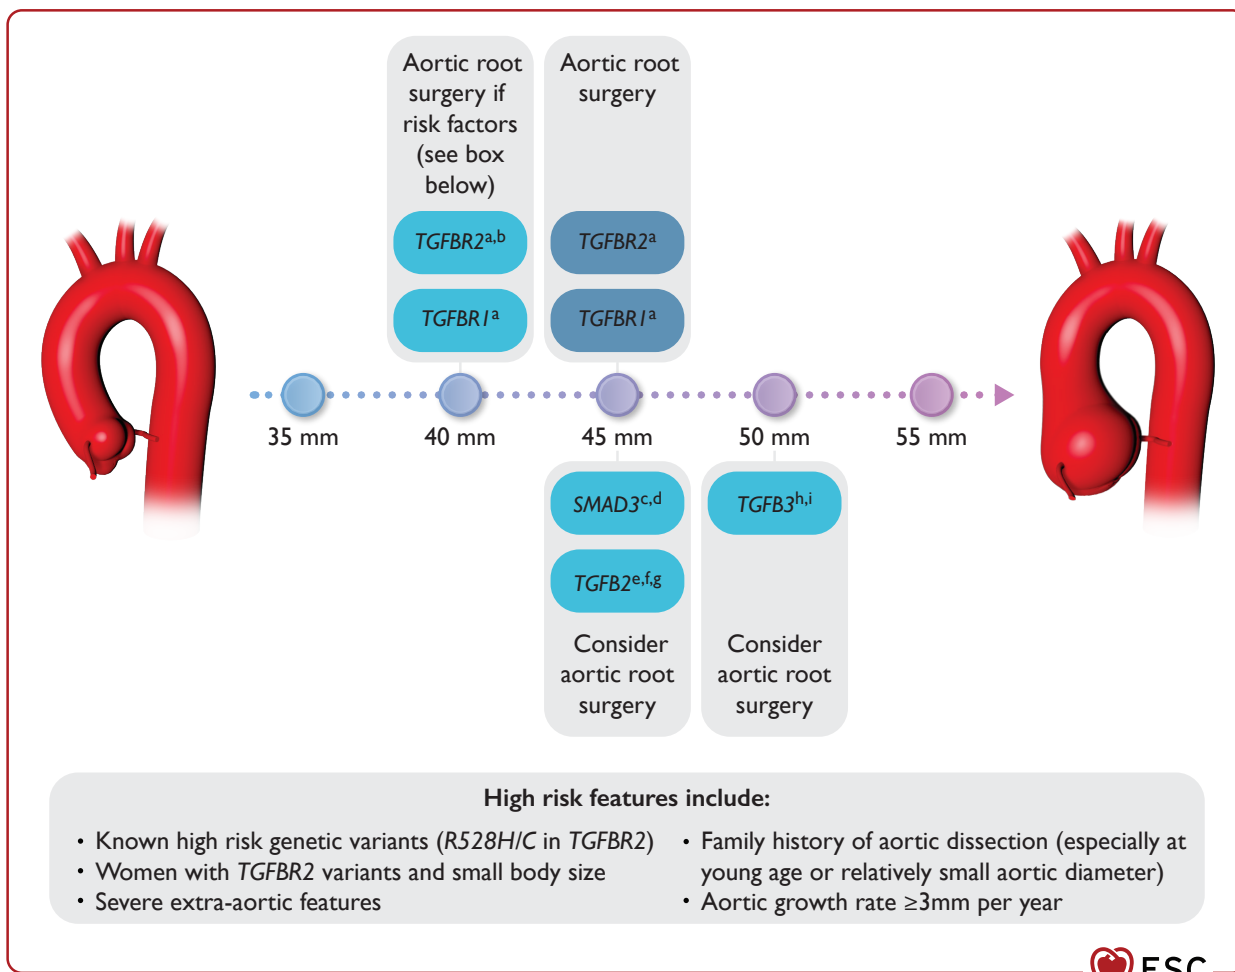 Aortic root
surgery if
risk factors
(see box
below)
TGFBR2a,b
TGFBR1a
Aortic root
surgery
TGFBR2a
TGFBR1a
35 mm
40 mm
45 mm
50 mm
55 mm
SMAD3c,d
TGFB2e,f,g
Consider
aortic root
surgery
TGFB3h,i
Consider
aortic root
surgery
High risk features include:
• Known high risk genetic variants (R528H/C in TGFBR2)
• Women with TGFBR2 variants and small body size
• Severe extra-aortic features
• Family history of aortic dissection (especially at
young age or relatively small aortic diameter)
• Aortic growth rate ≥3mm per year
ESC